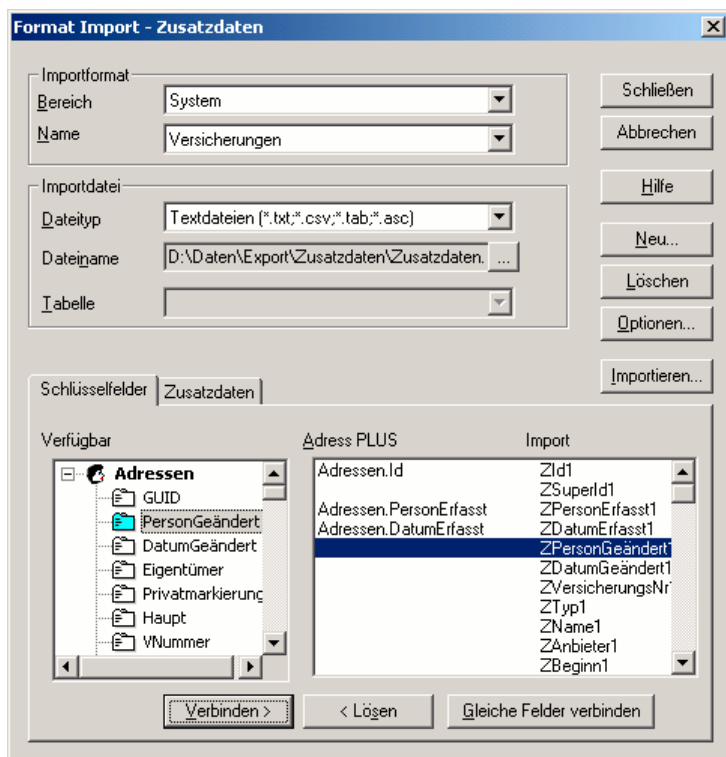 Format Import - Zusatzdaten
Importformat
Bereich System
Name Versicherungen
Importdatei
Dateityp Textdateien (*.txt;*.csv;*.tab;*.asc)
Dateiname D:\Daten\Export\Zusatzdaten\Zusatzdaten. ...
Tabelle
Schließen
Abbrechen
Hilfe
Neu...
Löschen
Optionen...
Importieren...
Schlüsselfelder Zusatzdaten
Verfügbar
Adressen
GUID
PersonGeändert
DatumGeändert
Eigentümer
Privatmarkierung
Haupt
VNummer
Adress PLUS Import
Adressen.Id ZId1
ZSuperId1
Adressen.PersonErfasst ZPersonErfasst1
Adressen.DatumErfasst ZDatumErfasst1
ZPersonGeändert1
ZDatumGeändert1
ZVersicherungsNr1
ZTyp1
ZName1
ZAnbieter1
ZBeginn1
Verbinden > < Lösen Gleiche Felder verbinden